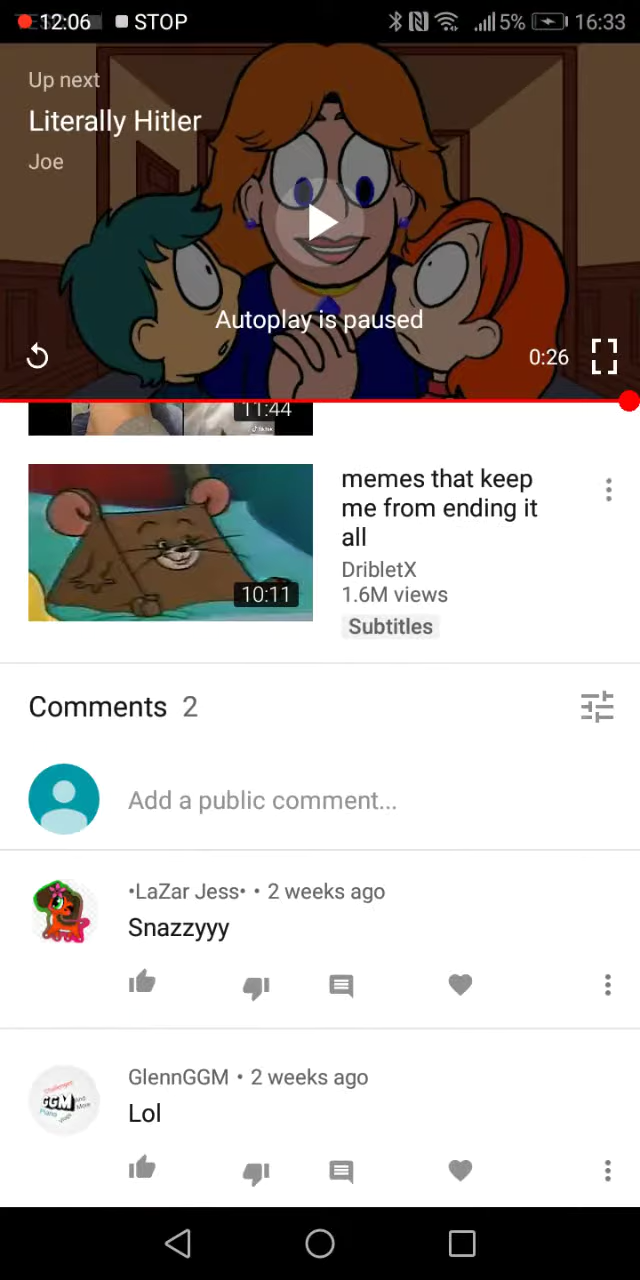 12:06 STOP 5% 16:33
Up next
Literally Hitler
Joe
Autoplay is paused
0:26
11:44
memes that keep
me from ending it
all
DribletX
1.6M views
Subtitles
10:11
Comments 2
Add a public comment...
•LaZar Jess• • 2 weeks ago
Snazzyyy
GlennGGM • 2 weeks ago
Lol
GGM